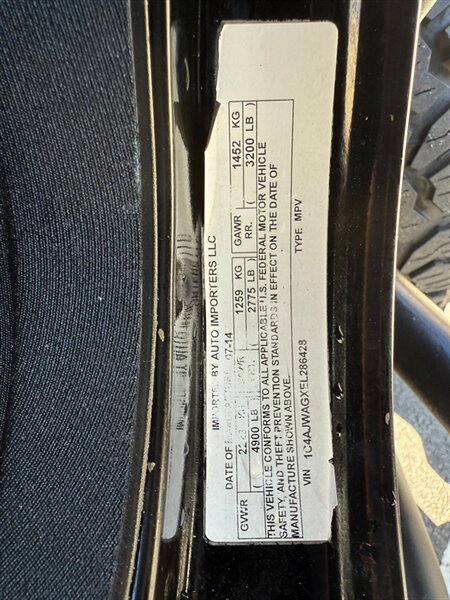 IMPORTED BY AUTO IMPORTERS LLC
DATE OF 07-14
GVWR KG GAWR 1259 KG GAWR 1452 KG
4900 LB ( 2775 LB ) RR. ( 3200 LB )
THIS VEHICLE CONFORMS TO ALL APPLICABLE U.S. FEDERAL MOTOR VEHICLE
SAFETY, AND THEFT PREVENTION STANDARDS IN EFFECT ON THE DATE OF
MANUFACTURE SHOWN ABOVE.
VIN 1C4AJWAGXEL286428 TYPE MPV